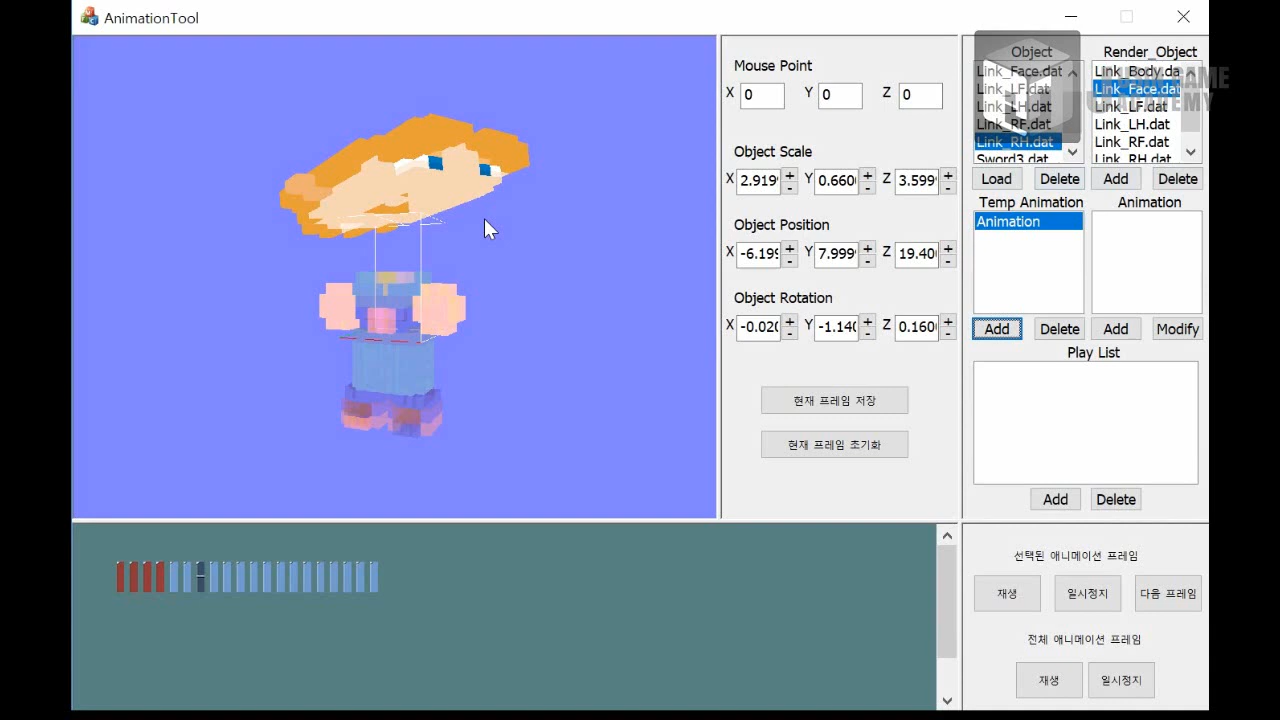 AnimationTool
Mouse Point
X 0 Y 0 Z 0
Object Scale
X 2.919 Y 0.660 Z 3.599
Object Position
X -6.199 Y 7.999 Z 19.40
Object Rotation
X -0.020 Y -1.140 Z 0.160
현재 프레임 저장
현재 프레임 초기화
Object
Link_Face.dat
Link_LF.dat
Link_LH.dat
Link_RF.dat
Link_RH.dat
Sword3.dat
Load Delete
Render_Object
Link_Body.da
Link_Face.dat
Link_LF.dat
Link_LH.dat
Link_RF.dat
Link_RH.dat
Add Delete
Temp Animation
Animation
Add Delete
Animation
Add Modify
Play List
Add Delete
선택된 애니메이션 프레임
재생 일시정지 다음 프레임
전체 애니메이션 프레임
재생 일시정지